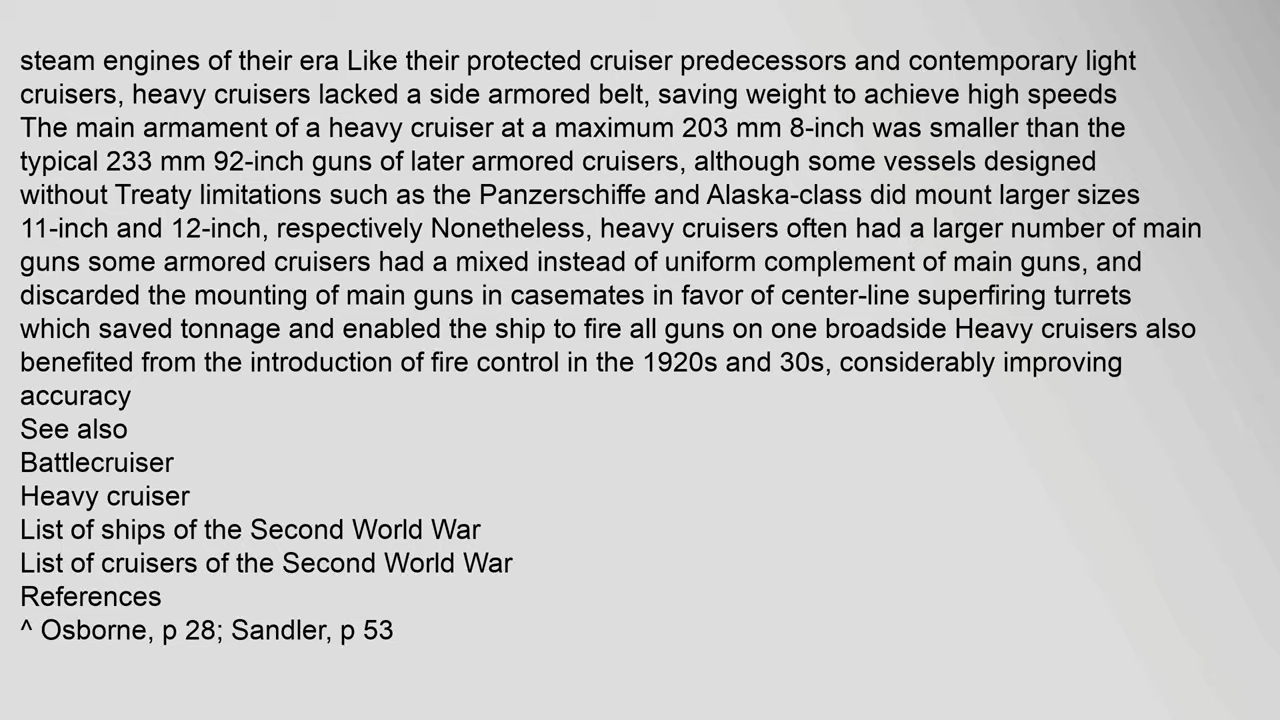 steam engines of their era Like their protected cruiser predecessors and contemporary light
cruisers, heavy cruisers lacked a side armored belt, saving weight to achieve high speeds
The main armament of a heavy cruiser at a maximum 203 mm 8-inch was smaller than the
typical 233 mm 92-inch guns of later armored cruisers, although some vessels designed
without Treaty limitations such as the Panzerschiffe and Alaska-class did mount larger sizes
11-inch and 12-inch, respectively Nonetheless, heavy cruisers often had a larger number of main
guns some armored cruisers had a mixed instead of uniform complement of main guns, and
discarded the mounting of main guns in casemates in favor of center-line superfiring turrets
which saved tonnage and enabled the ship to fire all guns on one broadside Heavy cruisers also
benefited from the introduction of fire control in the 1920s and 30s, considerably improving
accuracy
See also
Battlecruiser
Heavy cruiser
List of ships of the Second World War
List of cruisers of the Second World War
References
^ Osborne, p 28; Sandler, p 53